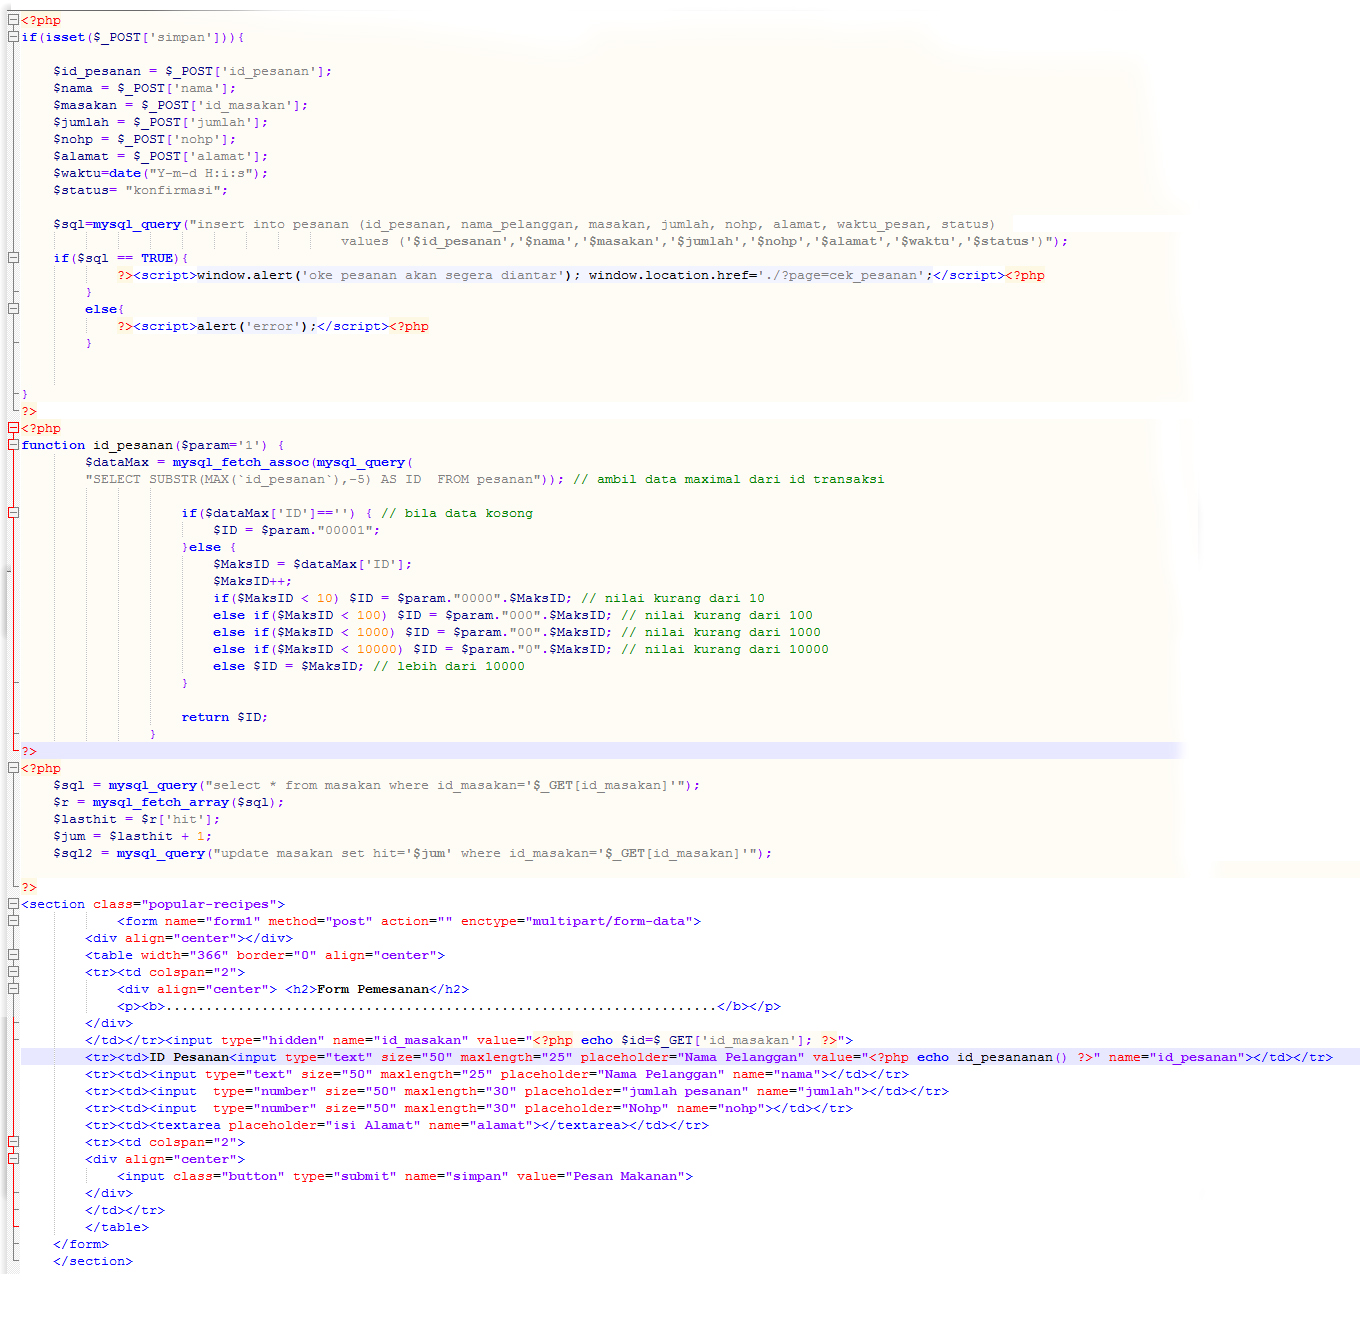 <?php
if(isset($_POST['simpan'])){
$id_pesanan = $_POST['id_pesanan'];
$nama = $_POST['nama'];
$masakan = $_POST['id_masakan'];
$jumlah = $_POST['jumlah'];
$nohp = $_POST['nohp'];
$alamat = $_POST['alamat'];
$waktu=date("Y-m-d H:i:s");
$status= "konfirmasi";
$sql=mysql_query("insert into pesanan (id_pesanan, nama_pelanggan, masakan, jumlah, nohp, alamat, waktu_pesan, status)
values ('$id_pesanan','$nama','$masakan','$jumlah','$nohp','$alamat','$waktu','$status')");
if($sql == TRUE){
?><script>window.alert('oke pesanan akan segera diantar'); window.location.href='./?page=cek_pesanan';</script><?php
}
else{
?><script>alert('error');</script><?php
}
}
?>
<?php
function id_pesanan($param='1') {
$dataMax = mysql_fetch_assoc(mysql_query(
"SELECT SUBSTR(MAX(`id_pesanan`),-5) AS ID  FROM pesanan")); // ambil data maximal dari id transaksi
if($dataMax['ID']=='') { // bila data kosong
$ID = $param."00001";
}else {
$MaksID = $dataMax['ID'];
$MaksID++;
if($MaksID < 10) $ID = $param."0000".$MaksID; // nilai kurang dari 10
else if($MaksID < 100) $ID = $param."000".$MaksID; // nilai kurang dari 100
else if($MaksID < 1000) $ID = $param."00".$MaksID; // nilai kurang dari 1000
else if($MaksID < 10000) $ID = $param."0".$MaksID; // nilai kurang dari 10000
else $ID = $MaksID; // lebih dari 10000
}
return $ID;
}
?>
<?php
$sql = mysql_query("select * from masakan where id_masakan='$_GET[id_masakan]'");
$r = mysql_fetch_array($sql);
$lasthit = $r['hit'];
$jum = $lasthit + 1;
$sql2 = mysql_query("update masakan set hit='$jum' where id_masakan='$_GET[id_masakan]'");
?>
<section class="popular-recipes">
<form name="form1" method="post" action="" enctype="multipart/form-data">
<div align="center"></div>
<table width="366" border="0" align="center">
<tr><td colspan="2">
<div align="center"> <h2>Form Pemesanan</h2>
<p><b>.....................................................................</b></p>
</div>
</td></tr><input type="hidden" name="id_masakan" value="<?php echo $id=$_GET['id_masakan']; ?>">
<tr><td>ID Pesanan<input type="text" size="50" maxlength="25" placeholder="Nama Pelanggan" value="<?php echo id_pesananan() ?>" name="id_pesanan"></td></tr>
<tr><td><input type="text" size="50" maxlength="25" placeholder="Nama Pelanggan" name="nama"></td></tr>
<tr><td><input  type="number" size="50" maxlength="30" placeholder="jumlah pesanan" name="jumlah"></td></tr>
<tr><td><input  type="number" size="50" maxlength="30" placeholder="Nohp" name="nohp"></td></tr>
<tr><td><textarea placeholder="isi Alamat" name="alamat"></textarea></td></tr>
<tr><td colspan="2">
<div align="center">
<input class="button" type="submit" name="simpan" value="Pesan Makanan">
</div>
</td></tr>
</table>
</form>
</section>